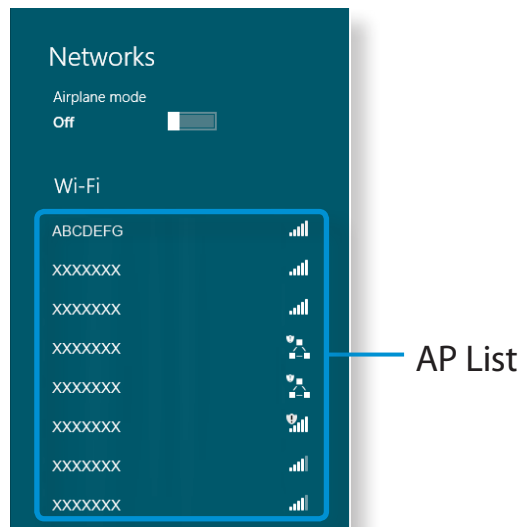 Networks
Airplane mode
Off
Wi-Fi
ABCDEFG
XXXXXXX
XXXXXXX
XXXXXXX
XXXXXXX
XXXXXXX
XXXXXXX
XXXXXXX
AP List